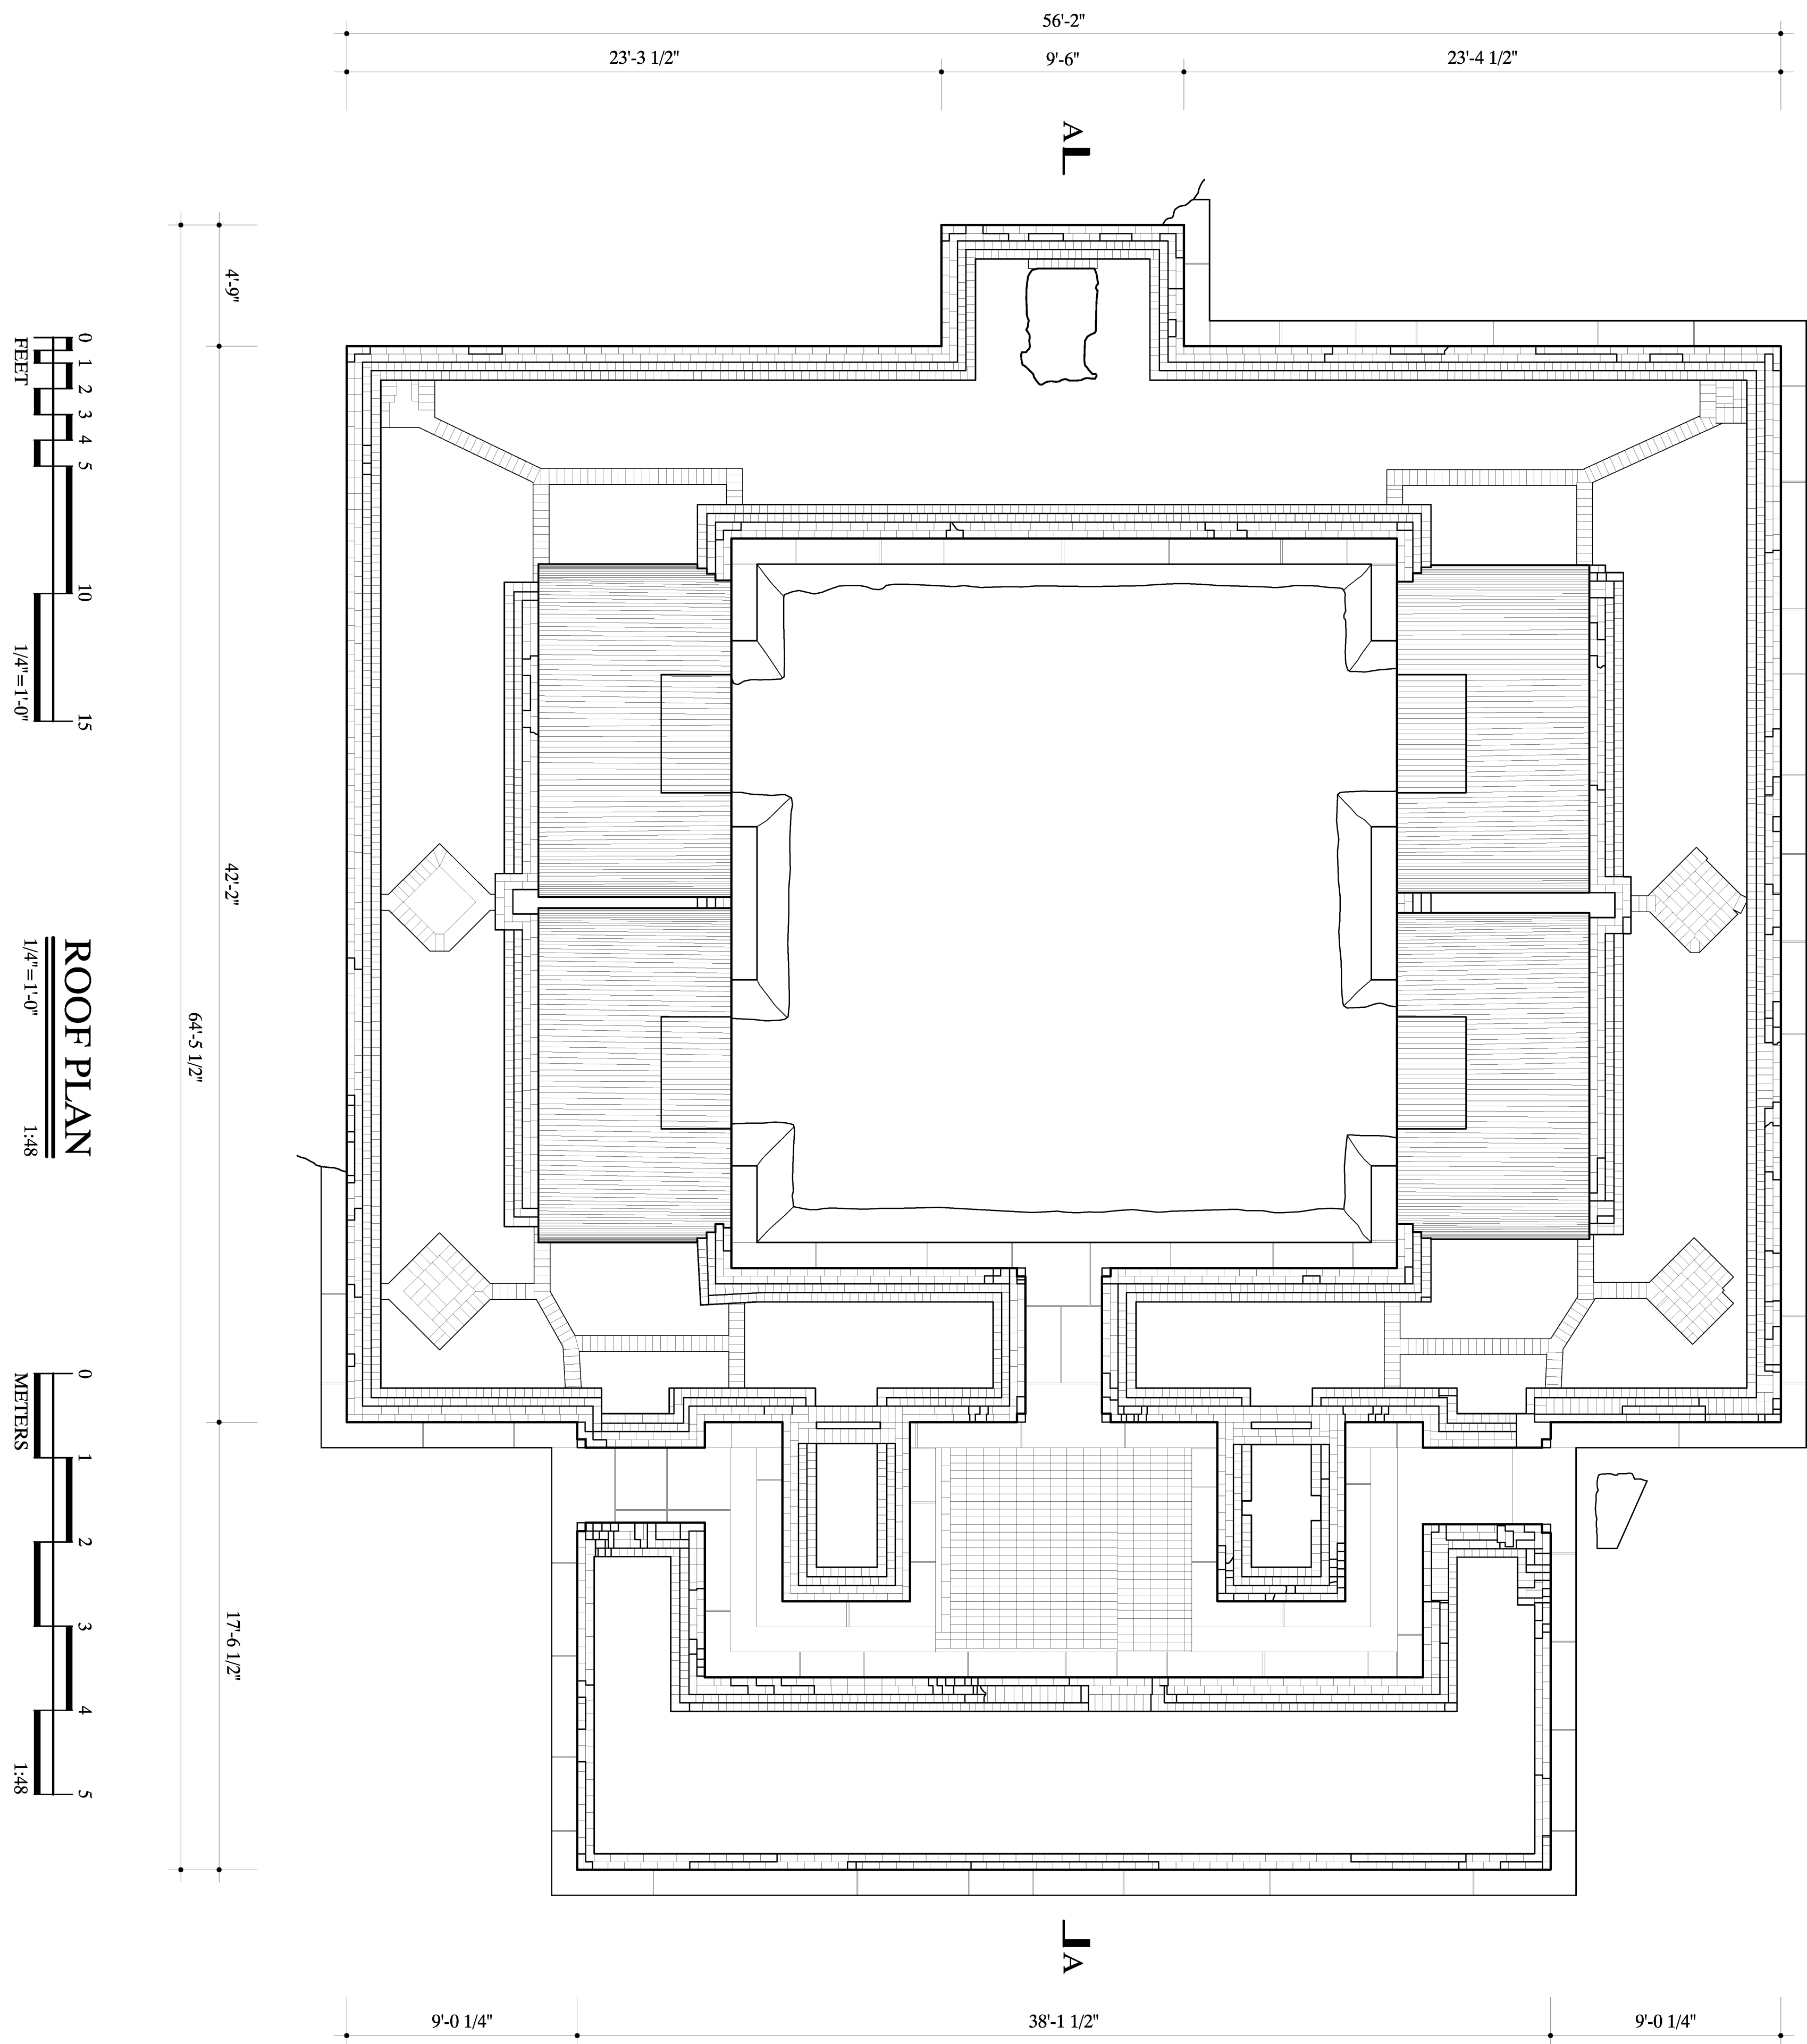 56'-2"
23'-3 1/2"
9'-6"
23'-4 1/2"
A
4'-9"
42'-2"
64'-5 1/2"
17'-6 1/2"
0 1 2 3 4 5 10 15
FEET
1/4"=1'-0"
ROOF PLAN
1/4"=1'-0"
1:48
0 1 2 3 4 5
METERS
1:48
A
9'-0 1/4"
38'-1 1/2"
9'-0 1/4"